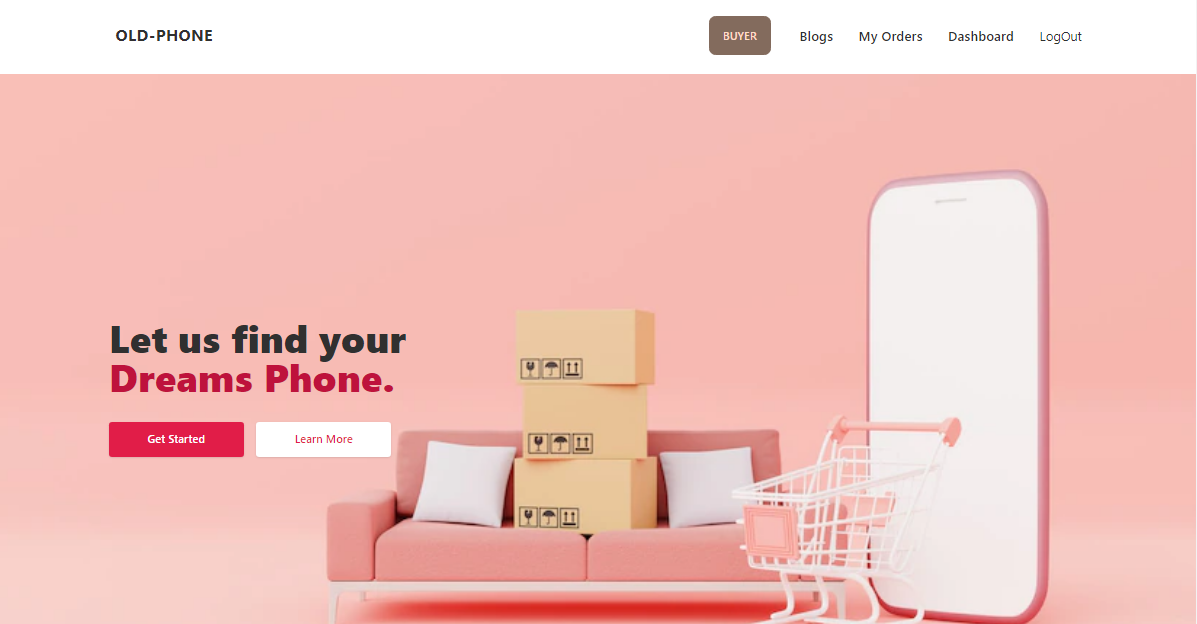 OLD-PHONE
BUYER
Blogs
My Orders
Dashboard
LogOut
Let us find your
Dreams Phone.
Get Started
Learn More